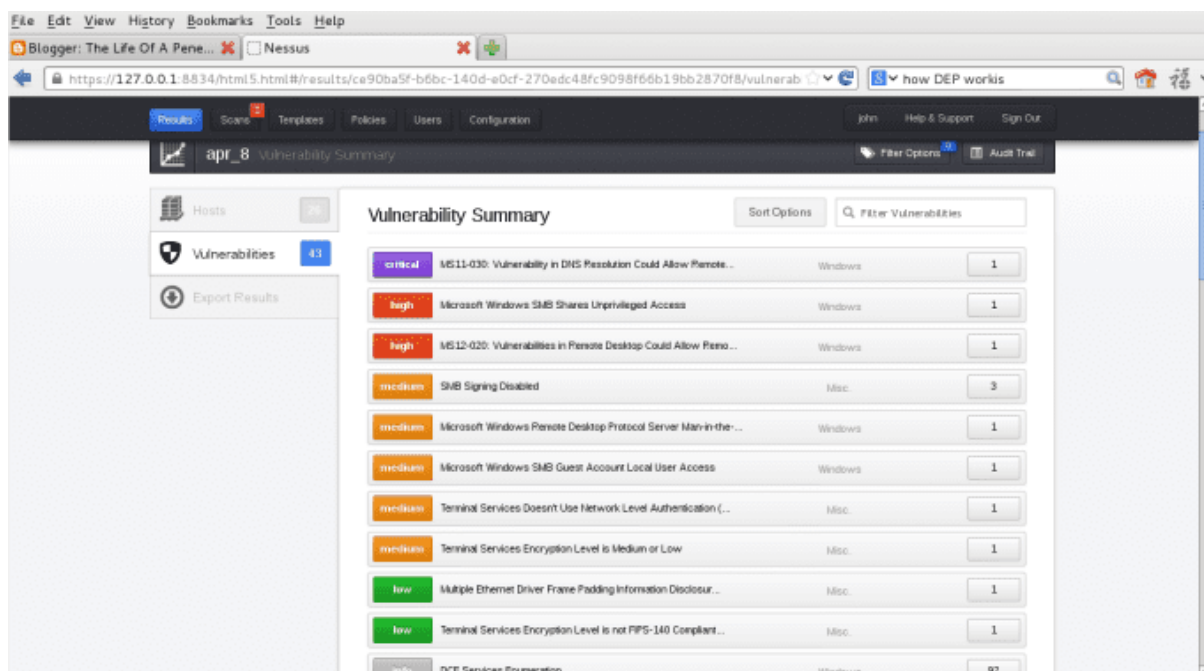 File Edit View History Bookmarks Tools Help
Blogger: The Life Of A Pene... Nessus
https://127.0.0.1:8834/html5.html#/results/ce90ba5f-b6bc-140d-e0cf-270edc48fc9098f66b19bb2870f8/vulnerab how DEP workis
Results Scans Templates Policies Users Configuration john Help & Support Sign Out
apr_8 Vulnerability Summary Filter Options Audit Trail
Hosts
Vulnerabilities 43
Export Results
Vulnerability Summary Sort Options Filter Vulnerabilities
critical MS11-030: Vulnerability in DNS Resolution Could Allow Remote... Windows 1
high Microsoft Windows SMB Shares Unprivileged Access Windows 1
high MS12-020: Vulnerabilities in Remote Desktop Could Allow Remo... Windows 1
medium SMB Signing Disabled Misc. 3
medium Microsoft Windows Remote Desktop Protocol Server Man-in-the-... Windows 1
medium Microsoft Windows SMB Guest Account Local User Access Windows 1
medium Terminal Services Doesn't Use Network Level Authentication (... Misc. 1
medium Terminal Services Encryption Level is Medium or Low Misc. 1
low Multiple Ethernet Driver Frame Padding Information Disclosur... Misc. 1
low Terminal Services Encryption Level is not FIPS-140 Compliant... Misc. 1
DCE Services Enumeration Windows